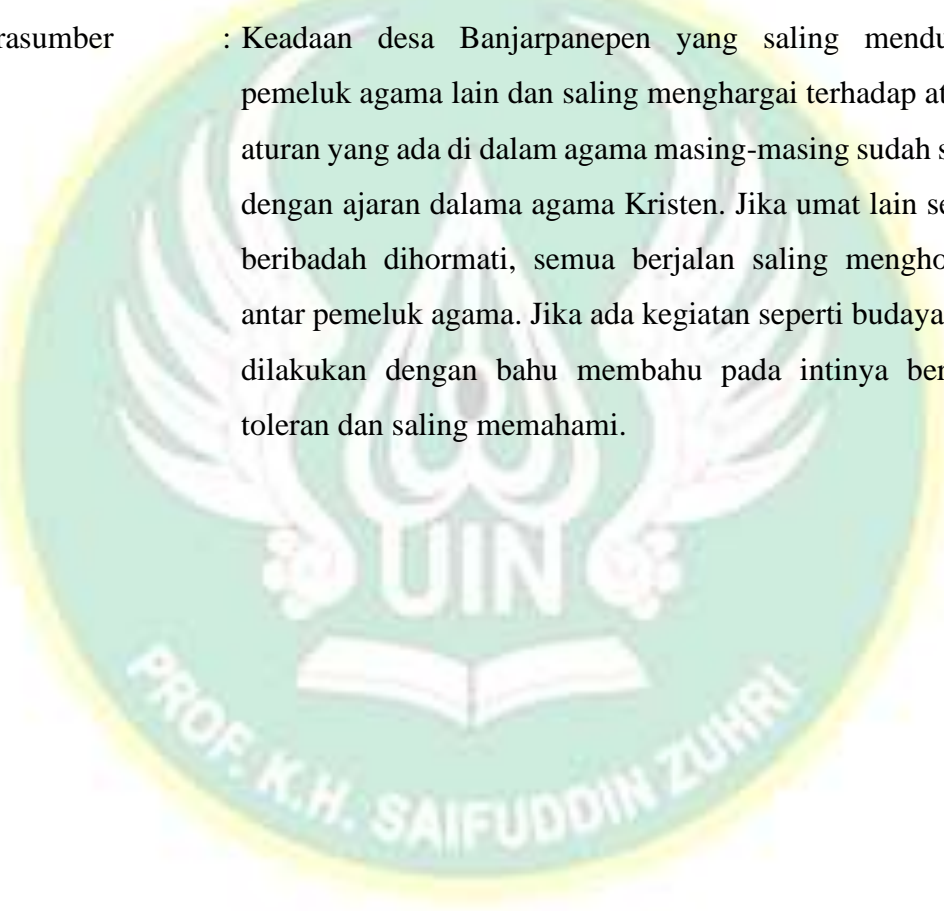 rasumber : Keadaan desa Banjarpanepen yang saling mendu
pemeluk agama lain dan saling menghargai terhadap at
aturan yang ada di dalam agama masing-masing sudah s
dengan ajaran dalama agama Kristen. Jika umat lain se
beribadah dihormati, semua berjalan saling mengho
antar pemeluk agama. Jika ada kegiatan seperti budaya
dilakukan dengan bahu membahu pada intinya ber
toleran dan saling memahami.
UIN
PROF. K.H. SAIFUDDIN ZUHRI